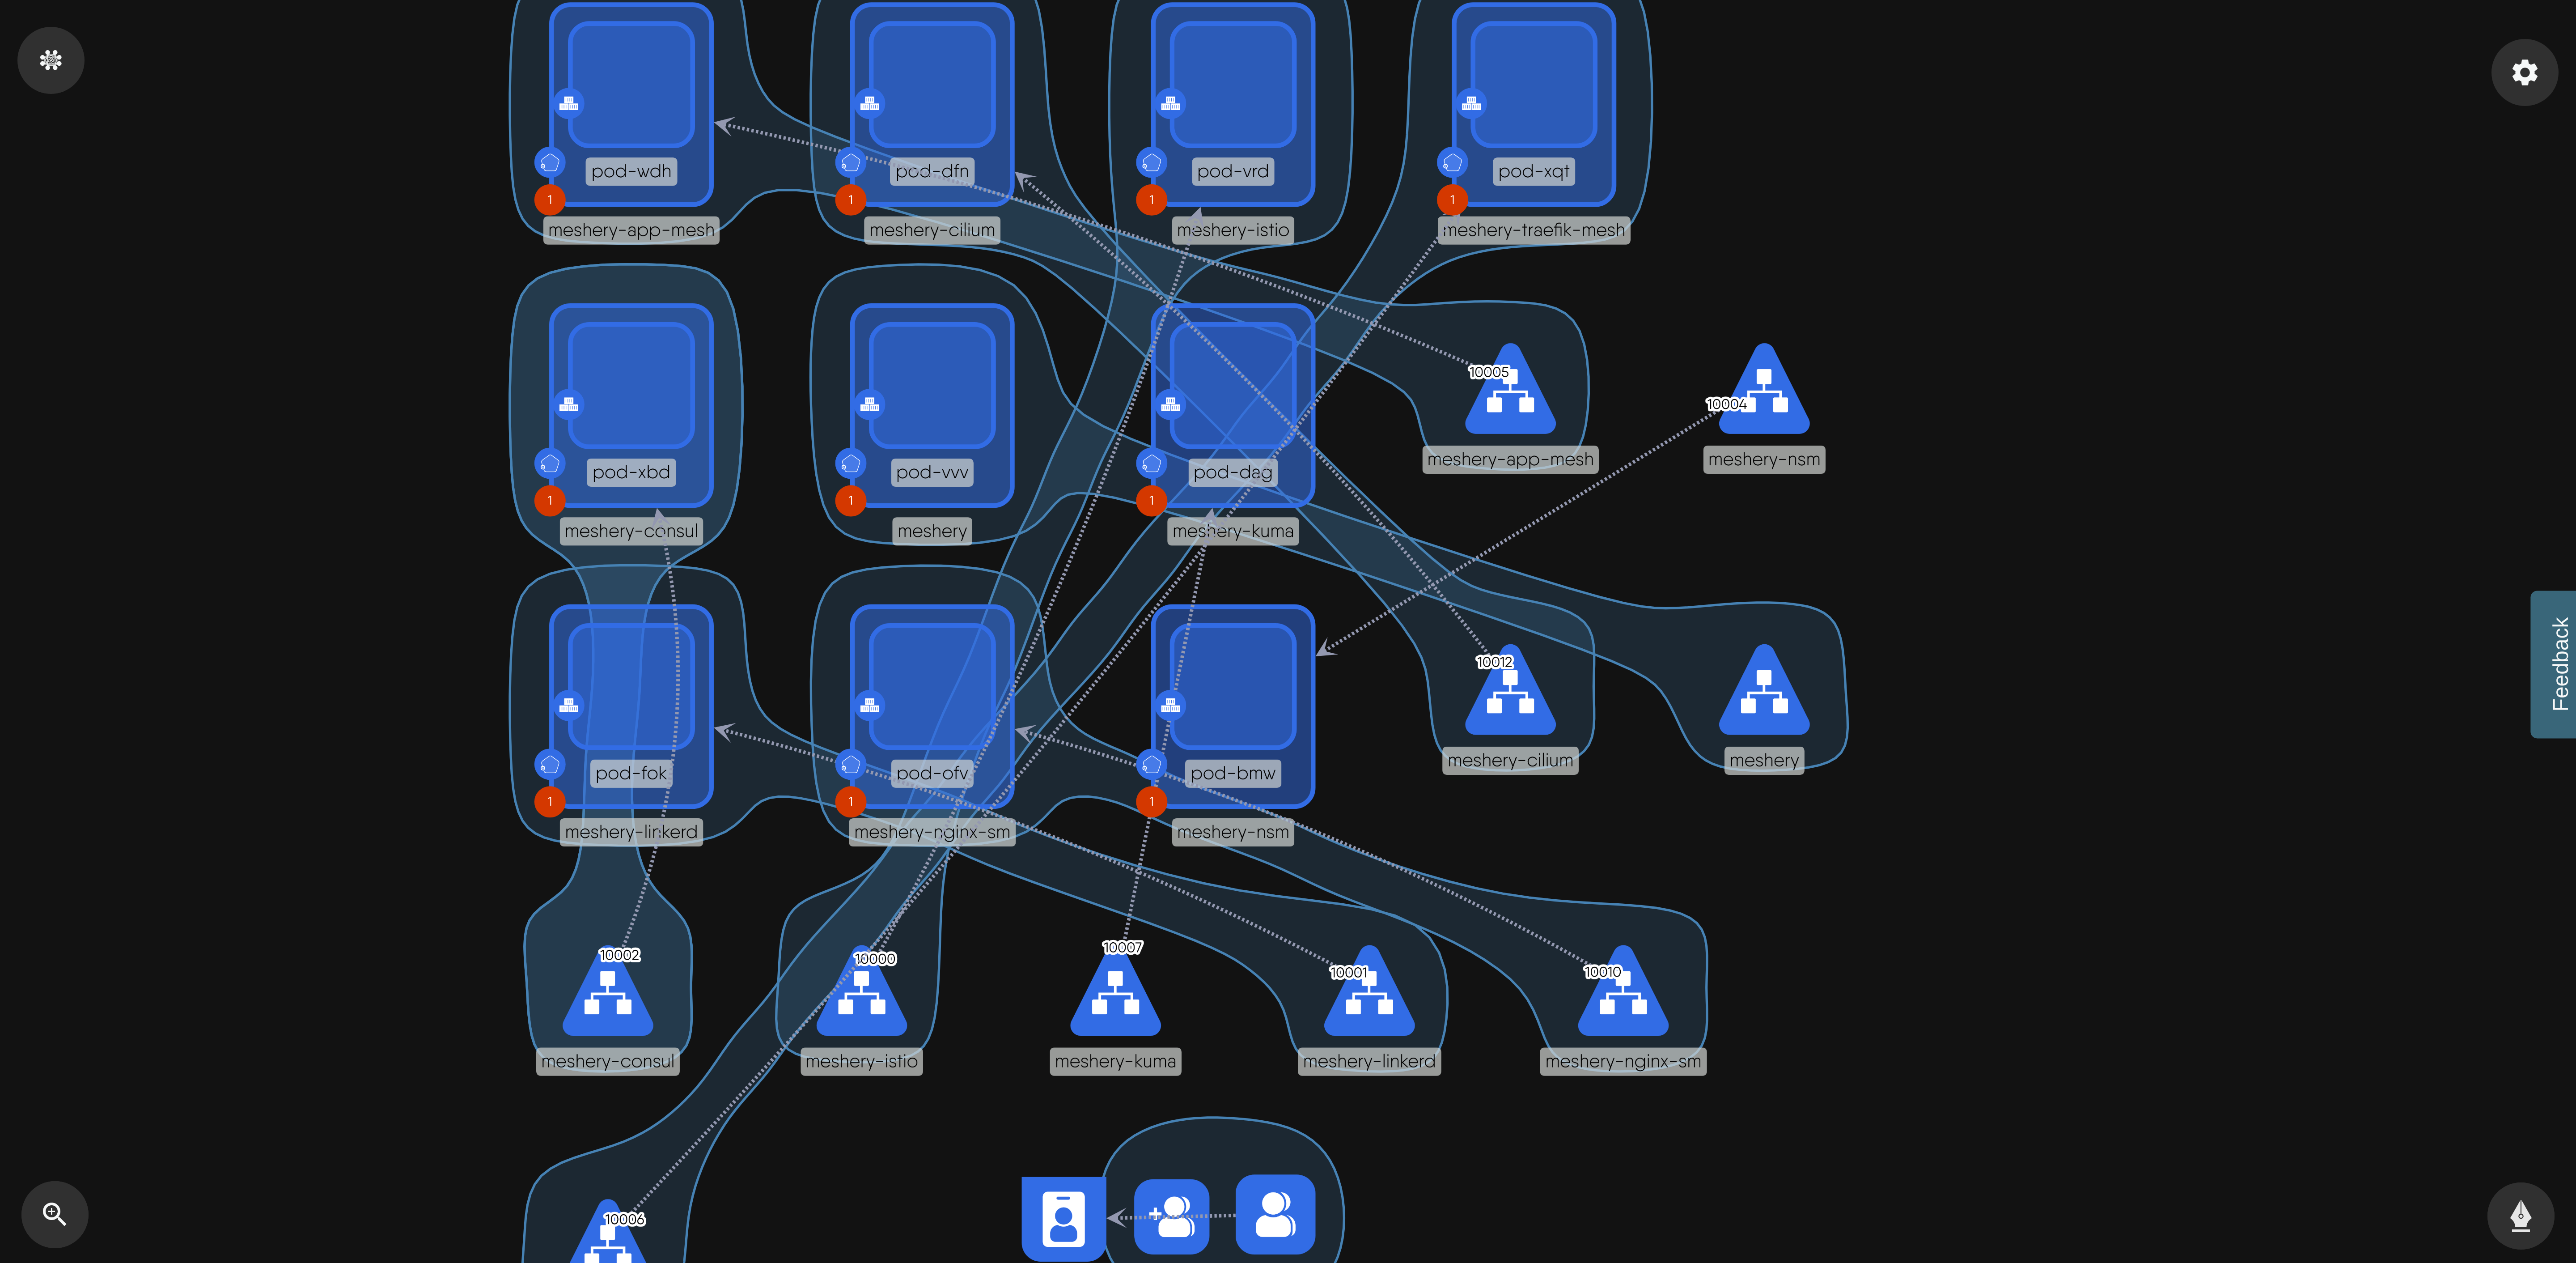 pod-wdh
pod-dfn
pod-vrd
pod-xqt
1
1
1
1
meshery-app-mesh
meshery-cilium
meshery-istio
meshery-traefik-mesh
10005
10004
pod-xbd
pod-vvv
pod-dag
meshery-app-mesh
meshery-nsm
1
1
1
meshery-consul
meshery
meshery-kuma
Feedback
10012
pod-fok
pod-ofv
pod-bmw
meshery-cilium
meshery
1
1
1
meshery-linkerd
meshery-nginx-sm
meshery-nsm
10002
10000
10007
10001
10010
meshery-consul
meshery-istio
meshery-kuma
meshery-linkerd
meshery-nginx-sm
10006